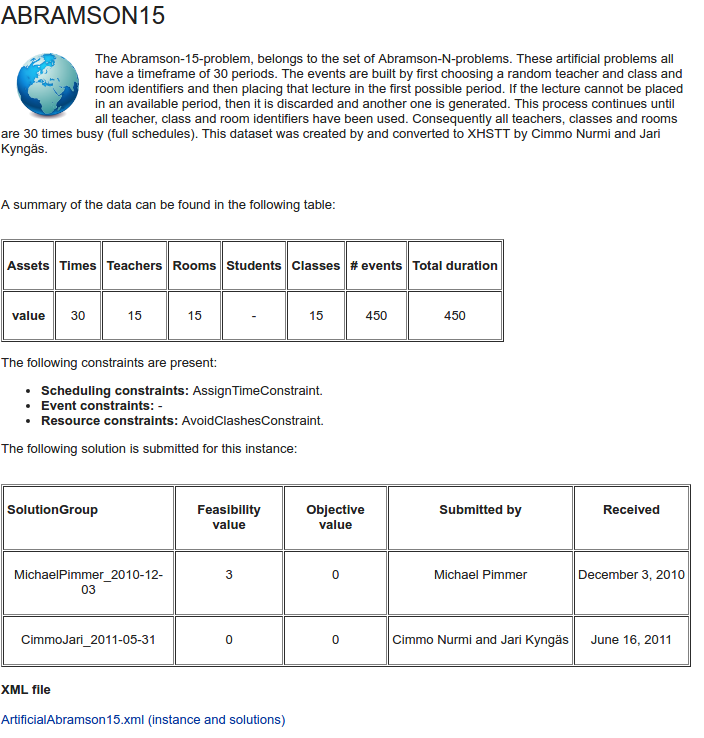 ABRAMSON15
The Abramson-15-problem, belongs to the set of Abramson-N-problems. These artificial problems all
have a timeframe of 30 periods. The events are built by first choosing a random teacher and class and
room identifiers and then placing that lecture in the first possible period. If the lecture cannot be placed
in an available period, then it is discarded and another one is generated. This process continues until
all teacher, class and room identifiers have been used. Consequently all teachers, classes and rooms
are 30 times busy (full schedules). This dataset was created by and converted to XHSTT by Cimmo Nurmi and Jari
Kyngäs.
A summary of the data can be found in the following table:
Assets Times Teachers Rooms Students Classes # events Total duration
value 30 15 15 - 15 450 450
The following constraints are present:
• Scheduling constraints: AssignTimeConstraint.
• Event constraints: -
• Resource constraints: AvoidClashesConstraint.
The following solution is submitted for this instance:
SolutionGroup Feasibility value Objective value Submitted by Received
MichaelPimmer_2010-12-03 3 0 Michael Pimmer December 3, 2010
CimmoJari_2011-05-31 0 0 Cimmo Nurmi and Jari Kyngäs June 16, 2011
XML file
ArtificialAbramson15.xml (instance and solutions)